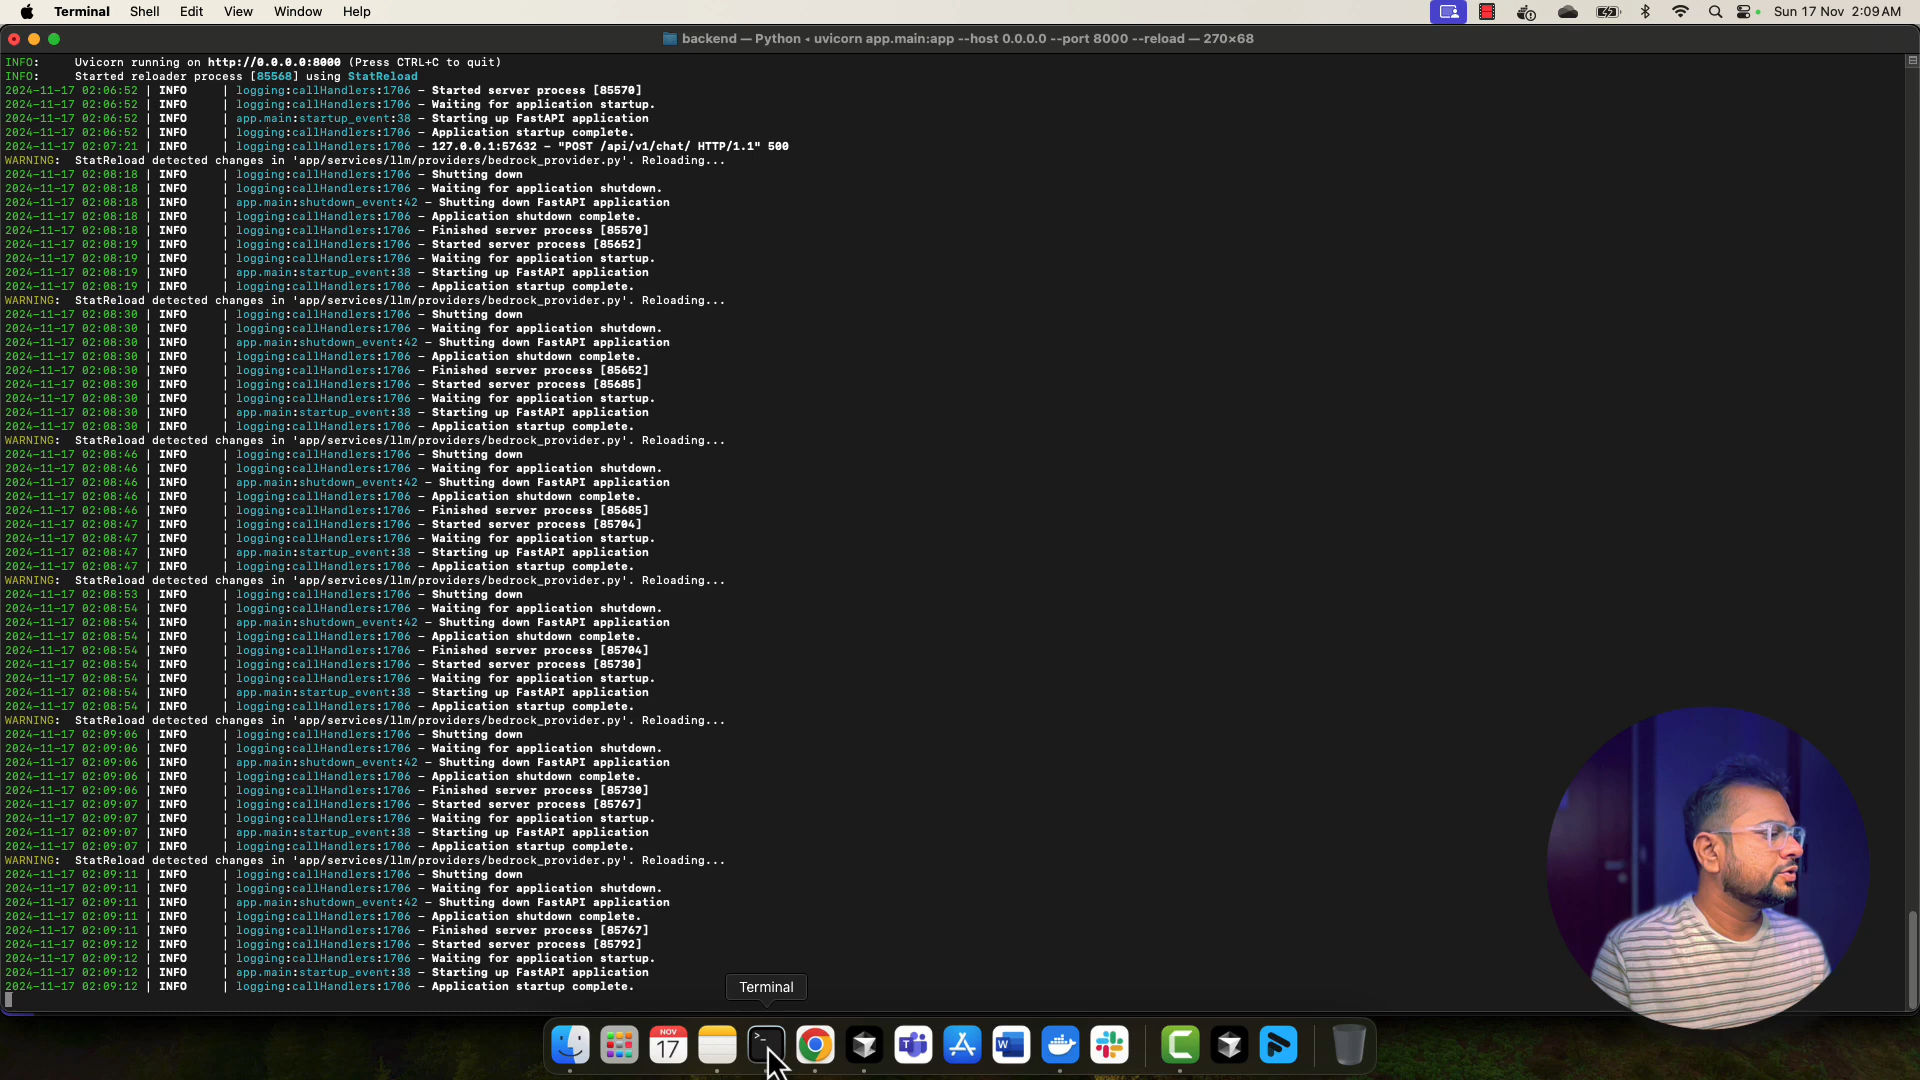 Terminal Shell Edit View Window Help Sun 17 Nov 2:09 AM
backend — Python ◂ uvicorn app.main:app --host 0.0.0.0 --port 8000 --reload — 270×68
INFO: Uvicorn running on http://0.0.0.0:8000 (Press CTRL+C to quit)
INFO: Started reloader process [85568] using StatReload
2024-11-17 02:06:52 | INFO | logging:callHandlers:1706 - Started server process [85570]
2024-11-17 02:06:52 | INFO | logging:callHandlers:1706 - Waiting for application startup.
2024-11-17 02:06:52 | INFO | app.main:startup_event:38 - Starting up FastAPI application
2024-11-17 02:06:52 | INFO | logging:callHandlers:1706 - Application startup complete.
2024-11-17 02:07:21 | INFO | logging:callHandlers:1706 - 127.0.0.1:57632 - "POST /api/v1/chat/ HTTP/1.1" 500
WARNING: StatReload detected changes in 'app/services/llm/providers/bedrock_provider.py'. Reloading...
2024-11-17 02:08:18 | INFO | logging:callHandlers:1706 - Shutting down
2024-11-17 02:08:18 | INFO | logging:callHandlers:1706 - Waiting for application shutdown.
2024-11-17 02:08:18 | INFO | app.main:shutdown_event:42 - Shutting down FastAPI application
2024-11-17 02:08:18 | INFO | logging:callHandlers:1706 - Application shutdown complete.
2024-11-17 02:08:18 | INFO | logging:callHandlers:1706 - Finished server process [85570]
2024-11-17 02:08:19 | INFO | logging:callHandlers:1706 - Started server process [85652]
2024-11-17 02:08:19 | INFO | logging:callHandlers:1706 - Waiting for application startup.
2024-11-17 02:08:19 | INFO | app.main:startup_event:38 - Starting up FastAPI application
2024-11-17 02:08:19 | INFO | logging:callHandlers:1706 - Application startup complete.
WARNING: StatReload detected changes in 'app/services/llm/providers/bedrock_provider.py'. Reloading...
2024-11-17 02:08:30 | INFO | logging:callHandlers:1706 - Shutting down
2024-11-17 02:08:30 | INFO | logging:callHandlers:1706 - Waiting for application shutdown.
2024-11-17 02:08:30 | INFO | app.main:shutdown_event:42 - Shutting down FastAPI application
2024-11-17 02:08:30 | INFO | logging:callHandlers:1706 - Application shutdown complete.
2024-11-17 02:08:30 | INFO | logging:callHandlers:1706 - Finished server process [85652]
2024-11-17 02:08:30 | INFO | logging:callHandlers:1706 - Started server process [85685]
2024-11-17 02:08:30 | INFO | logging:callHandlers:1706 - Waiting for application startup.
2024-11-17 02:08:30 | INFO | app.main:startup_event:38 - Starting up FastAPI application
2024-11-17 02:08:30 | INFO | logging:callHandlers:1706 - Application startup complete.
WARNING: StatReload detected changes in 'app/services/llm/providers/bedrock_provider.py'. Reloading...
2024-11-17 02:08:46 | INFO | logging:callHandlers:1706 - Shutting down
2024-11-17 02:08:46 | INFO | logging:callHandlers:1706 - Waiting for application shutdown.
2024-11-17 02:08:46 | INFO | app.main:shutdown_event:42 - Shutting down FastAPI application
2024-11-17 02:08:46 | INFO | logging:callHandlers:1706 - Application shutdown complete.
2024-11-17 02:08:46 | INFO | logging:callHandlers:1706 - Finished server process [85685]
2024-11-17 02:08:47 | INFO | logging:callHandlers:1706 - Started server process [85704]
2024-11-17 02:08:47 | INFO | logging:callHandlers:1706 - Waiting for application startup.
2024-11-17 02:08:47 | INFO | app.main:startup_event:38 - Starting up FastAPI application
2024-11-17 02:08:47 | INFO | logging:callHandlers:1706 - Application startup complete.
WARNING: StatReload detected changes in 'app/services/llm/providers/bedrock_provider.py'. Reloading...
2024-11-17 02:08:53 | INFO | logging:callHandlers:1706 - Shutting down
2024-11-17 02:08:54 | INFO | logging:callHandlers:1706 - Waiting for application shutdown.
2024-11-17 02:08:54 | INFO | app.main:shutdown_event:42 - Shutting down FastAPI application
2024-11-17 02:08:54 | INFO | logging:callHandlers:1706 - Application shutdown complete.
2024-11-17 02:08:54 | INFO | logging:callHandlers:1706 - Finished server process [85704]
2024-11-17 02:08:54 | INFO | logging:callHandlers:1706 - Started server process [85730]
2024-11-17 02:08:54 | INFO | logging:callHandlers:1706 - Waiting for application startup.
2024-11-17 02:08:54 | INFO | app.main:startup_event:38 - Starting up FastAPI application
2024-11-17 02:08:54 | INFO | logging:callHandlers:1706 - Application startup complete.
WARNING: StatReload detected changes in 'app/services/llm/providers/bedrock_provider.py'. Reloading...
2024-11-17 02:09:06 | INFO | logging:callHandlers:1706 - Shutting down
2024-11-17 02:09:06 | INFO | logging:callHandlers:1706 - Waiting for application shutdown.
2024-11-17 02:09:06 | INFO | app.main:shutdown_event:42 - Shutting down FastAPI application
2024-11-17 02:09:06 | INFO | logging:callHandlers:1706 - Application shutdown complete.
2024-11-17 02:09:06 | INFO | logging:callHandlers:1706 - Finished server process [85730]
2024-11-17 02:09:07 | INFO | logging:callHandlers:1706 - Started server process [85767]
2024-11-17 02:09:07 | INFO | logging:callHandlers:1706 - Waiting for application startup.
2024-11-17 02:09:07 | INFO | app.main:startup_event:38 - Starting up FastAPI application
2024-11-17 02:09:07 | INFO | logging:callHandlers:1706 - Application startup complete.
WARNING: StatReload detected changes in 'app/services/llm/providers/bedrock_provider.py'. Reloading...
2024-11-17 02:09:11 | INFO | logging:callHandlers:1706 - Shutting down
2024-11-17 02:09:11 | INFO | logging:callHandlers:1706 - Waiting for application shutdown.
2024-11-17 02:09:11 | INFO | app.main:shutdown_event:42 - Shutting down FastAPI application
2024-11-17 02:09:11 | INFO | logging:callHandlers:1706 - Application shutdown complete.
2024-11-17 02:09:11 | INFO | logging:callHandlers:1706 - Finished server process [85767]
2024-11-17 02:09:12 | INFO | logging:callHandlers:1706 - Started server process [85792]
2024-11-17 02:09:12 | INFO | logging:callHandlers:1706 - Waiting for application startup.
2024-11-17 02:09:12 | INFO | app.main:startup_event:38 - Starting up FastAPI application
2024-11-17 02:09:12 | INFO | logging:callHandlers:1706 - Application startup complete.
Terminal
NOV
17